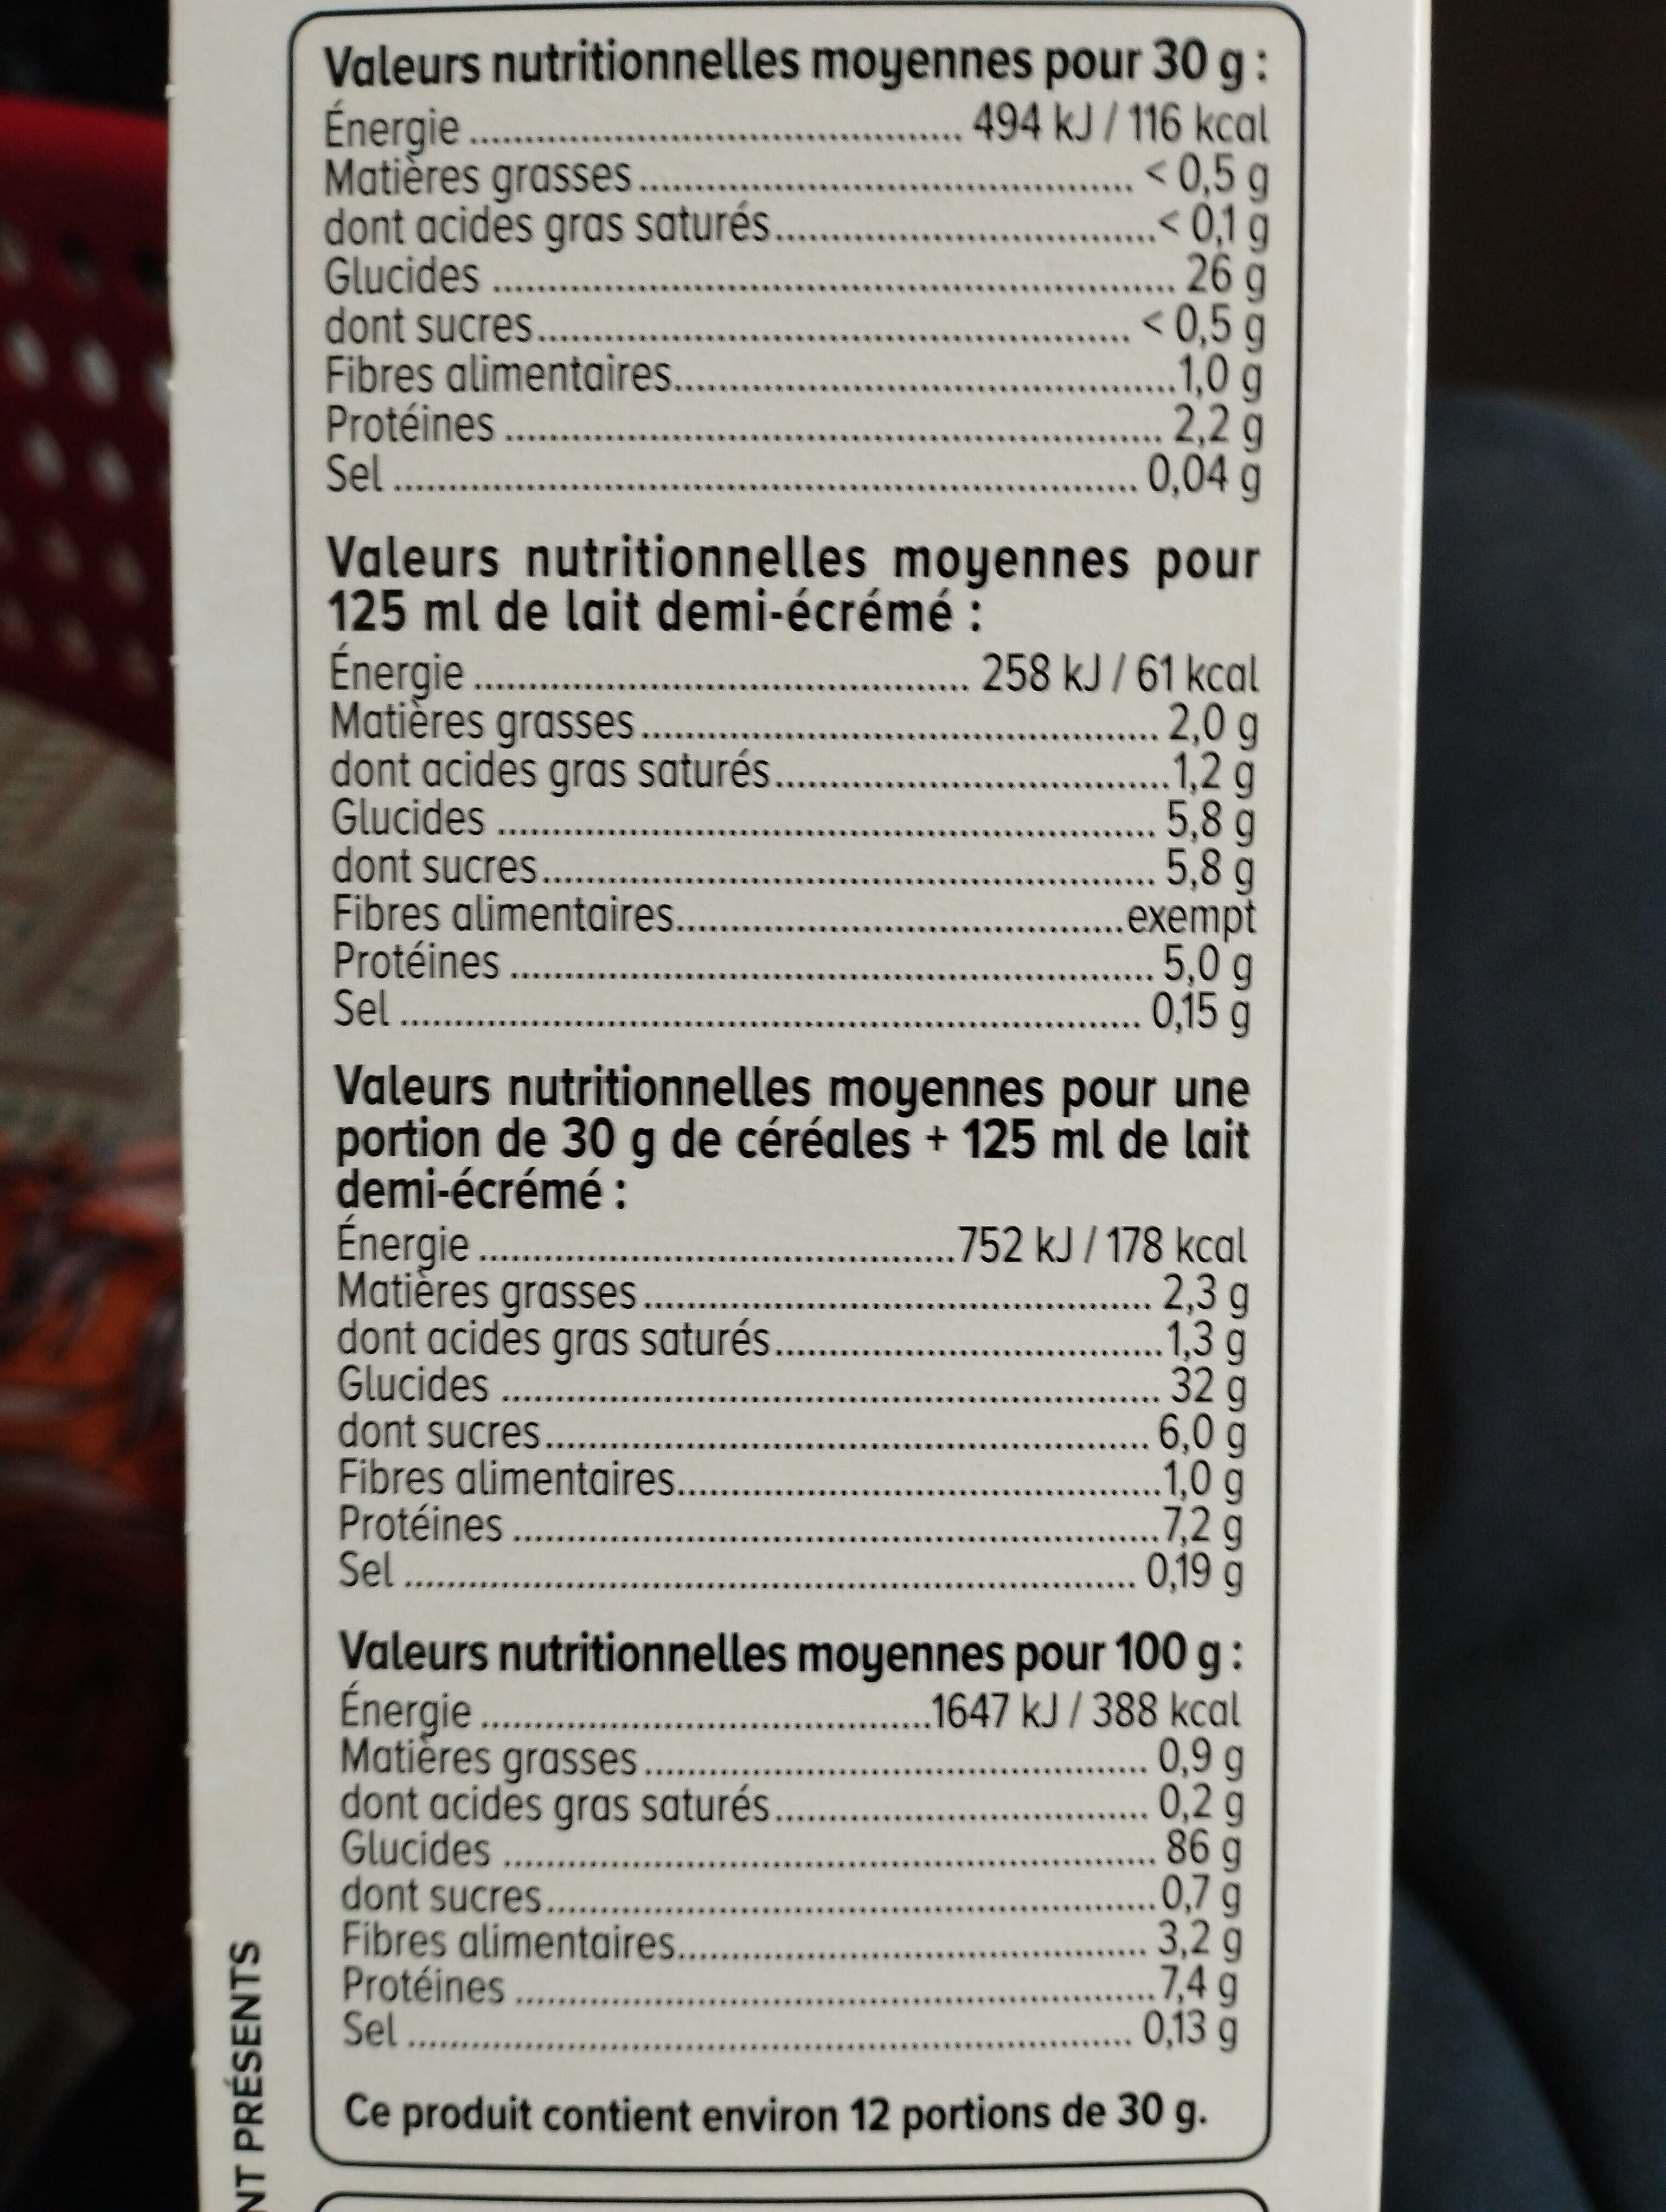 Valeurs nutritionnelles moyennes pour 30 g :
Énergie ........................ 494 kJ / 116 kcal
Matières grasses ........................ < 0,5 g
dont acides gras saturés ........................ < 0,1 g
Glucides ........................ 26 g
dont sucres ........................ < 0,5 g
Fibres alimentaires ........................ 1,0 g
Protéines ........................ 2,2 g
Sel ........................ 0,04 g
Valeurs nutritionnelles moyennes pour
125 ml de lait demi-écrémé :
Énergie ........................ 258 kJ / 61 kcal
Matières grasses ........................ 2,0 g
dont acides gras saturés ........................ 1,2 g
Glucides ........................ 5,8 g
dont sucres ........................ 5,8 g
Fibres alimentaires ........................ exempt
Protéines ........................ 5,0 g
Sel ........................ 0,15 g
Valeurs nutritionnelles moyennes pour une
portion de 30 g de céréales + 125 ml de lait
demi-écrémé :
Énergie ........................ 752 kJ / 178 kcal
Matières grasses ........................ 2,3 g
dont acides gras saturés ........................ 1,3 g
Glucides ........................ 32 g
dont sucres ........................ 6,0 g
Fibres alimentaires ........................ 1,0 g
Protéines ........................ 7,2 g
Sel ........................ 0,19 g
Valeurs nutritionnelles moyennes pour 100 g :
Énergie ........................ 1647 kJ / 388 kcal
Matières grasses ........................ 0,9 g
dont acides gras saturés ........................ 0,2 g
Glucides ........................ 86 g
dont sucres ........................ 0,7 g
Fibres alimentaires ........................ 3,2 g
Protéines ........................ 7,4 g
Sel ........................ 0,13 g
Ce produit contient environ 12 portions de 30 g.
NT PRÉSENTS